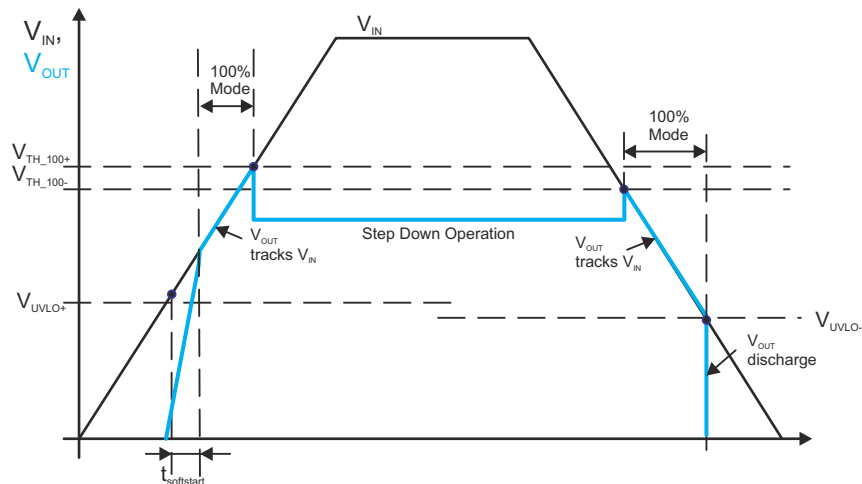 V_IN,
V_OUT
V_IN
100%
Mode
100%
Mode
V_TH_100+
V_TH_100-
V_OUT
tracks V_IN
Step Down Operation
V_OUT
tracks V_IN
V_UVLO+
V_UVLO-
V_OUT
discharge
t_softstart